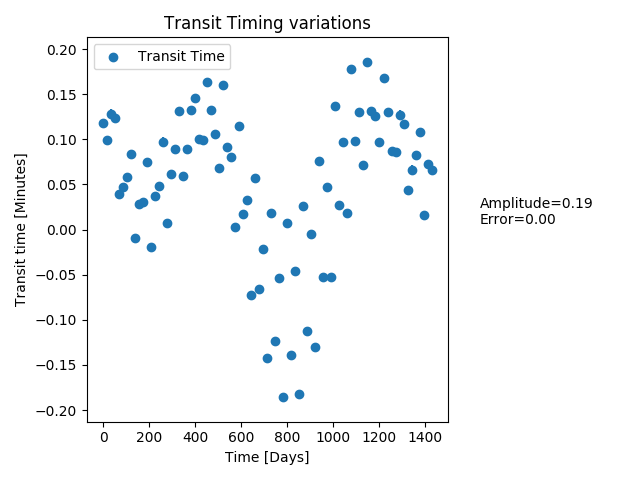 Transit Timing variations
Transit Time
0.20
0.15
0.10
0.05
0.00
−0.05
−0.10
−0.15
−0.20
Transit time [Minutes]
0 200 400 600 800 1000 1200 1400
Time [Days]
Amplitude=0.19
Error=0.00